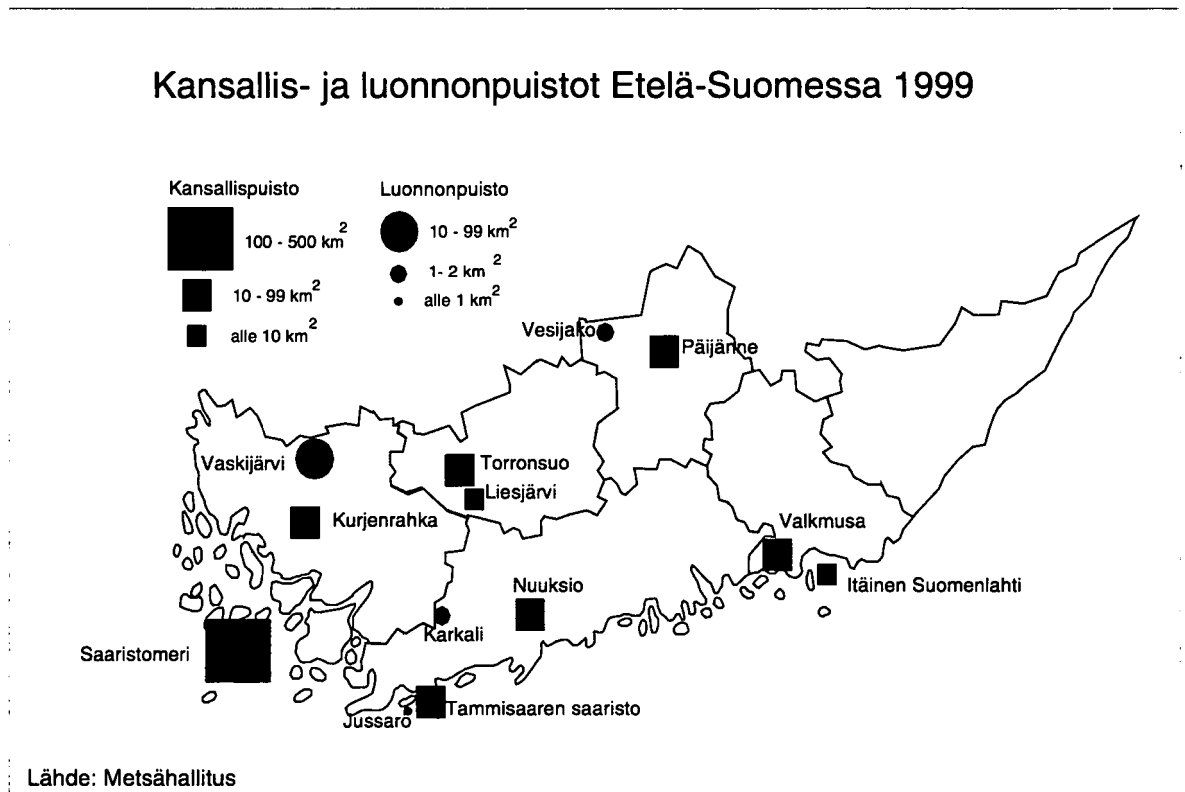 Kansallis- ja luonnonpuistot Etelä-Suomessa 1999
Kansallispuisto
100 - 500 km2
10 - 99 km2
alle 10 km2
Luonnonpuisto
10 - 99 km2
1- 2 km 2
alle 1 km2
Vesijako
Päijänne
Vaskijärvi
Torronsuo
Liesjärvi
Kurjenrahka
Valkmusa
Itäinen Suomenlahti
Nuuksio
Karkali
Saaristomeri
Tammisaaren saaristo
Jussarö
Lähde: Metsähallitus